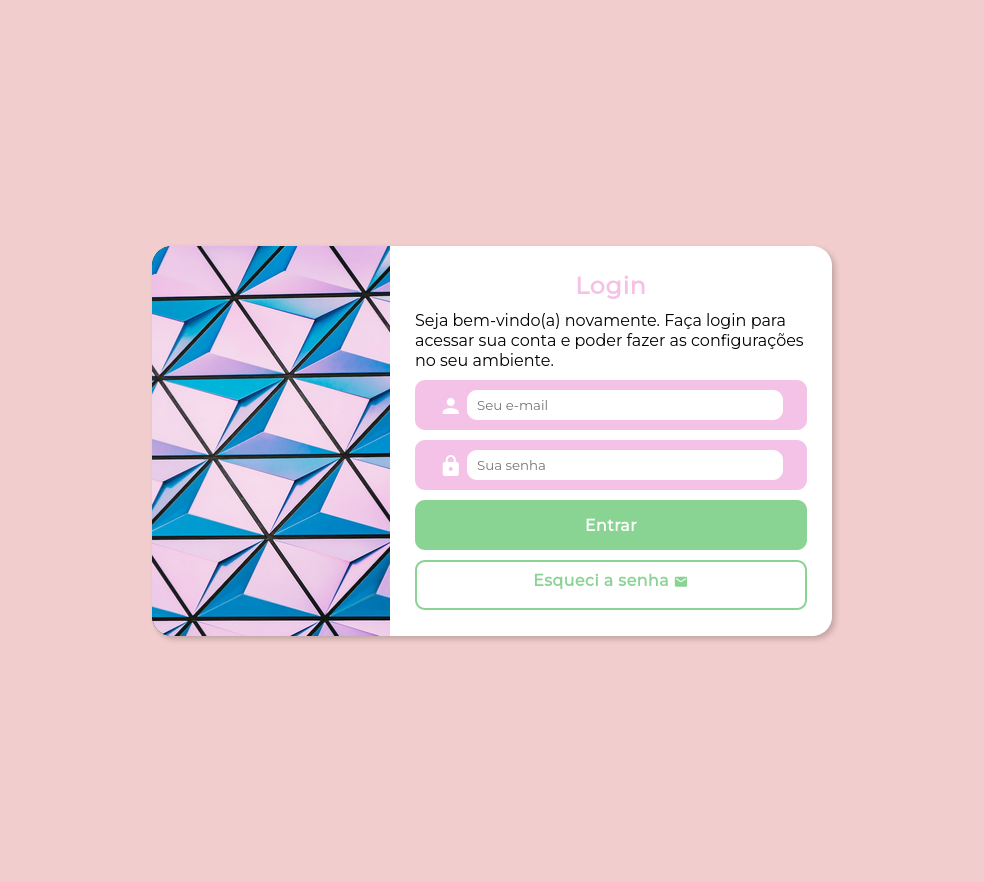 Login
Seja bem-vindo(a) novamente. Faça login para
acessar sua conta e poder fazer as configurações
no seu ambiente.
Seu e-mail
Sua senha
Entrar
Esqueci a senha